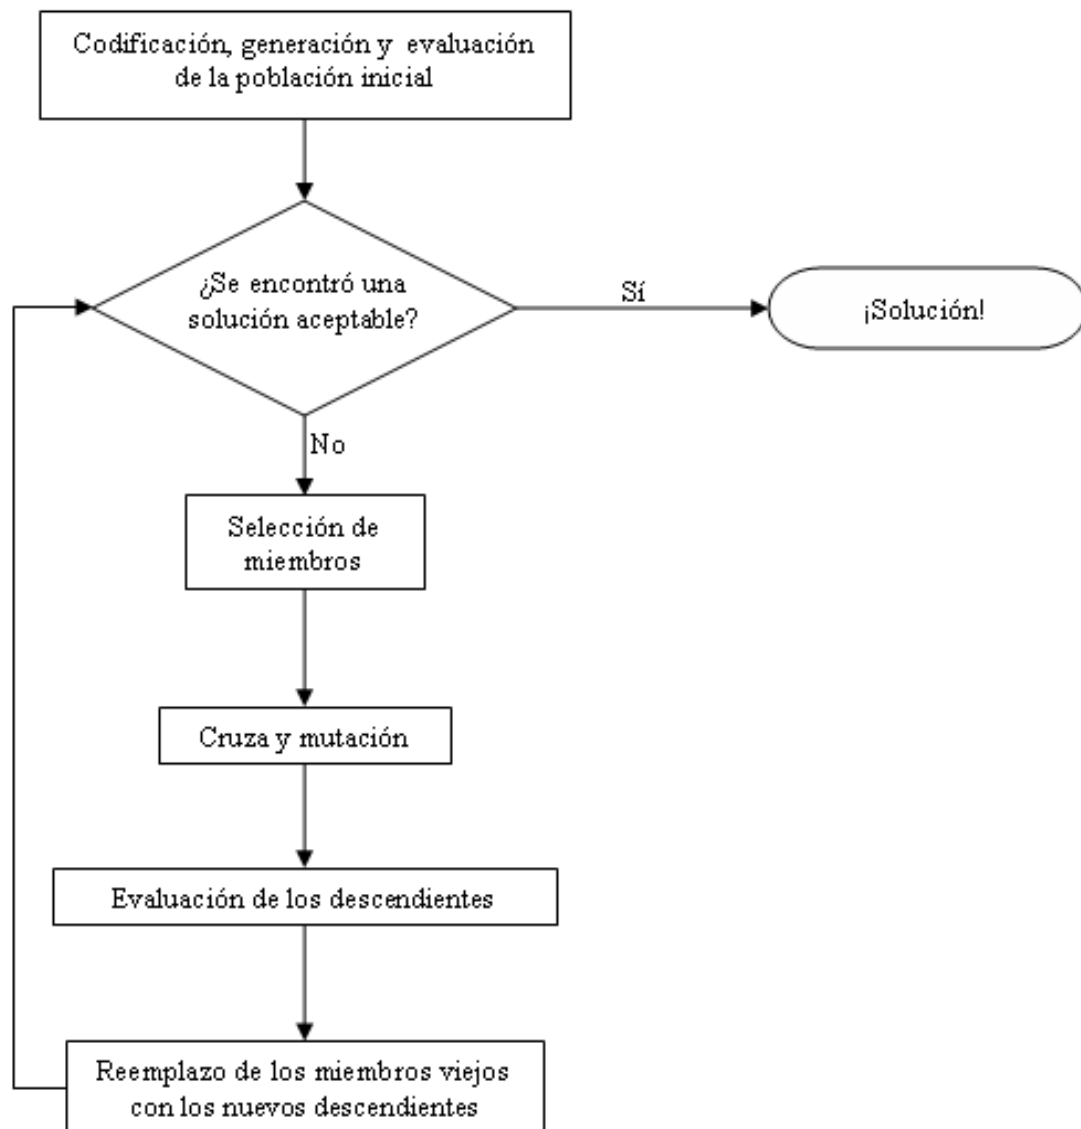 Codificación, generación y evaluación
de la población inicial
¿Se encontró una
solución aceptable?
Sí
¡Solución!
No
Selección de
miembros
Cruza y mutación
Evaluación de los descendientes
Reemplazo de los miembros viejos
con los nuevos descendientes